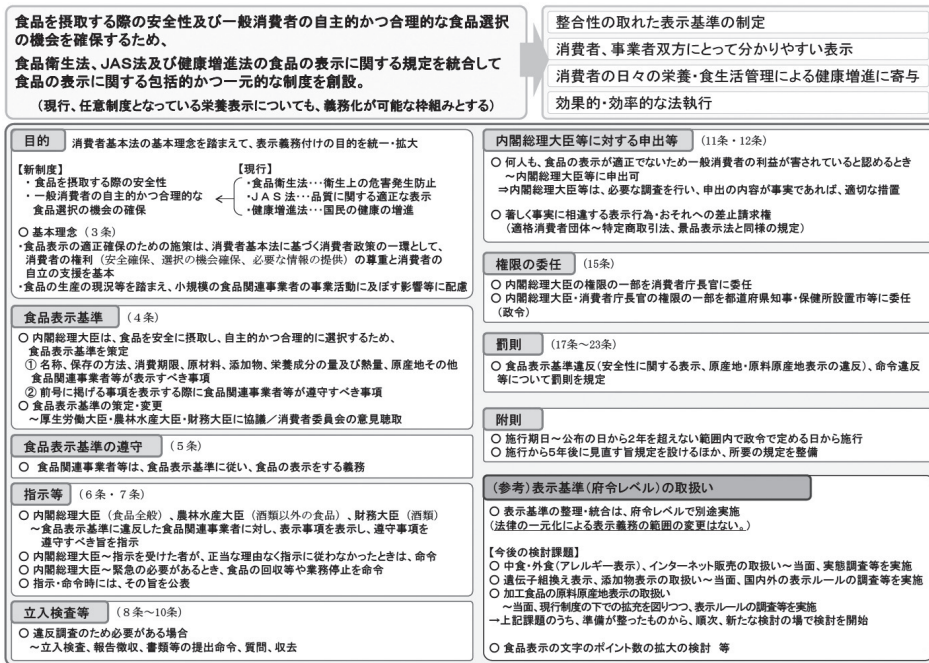 食品を摂取する際の安全性及び一般消費者の自主的かつ合理的な食品選択
の機会を確保するため、
食品衛生法、JAS法及び健康増進法の食品の表示に関する規定を統合して
食品の表示に関する包括的かつ一元的な制度を創設。
(現行、任意制度となっている栄養表示についても、義務化が可能な枠組みとする)
整合性の取れた表示基準の制定
消費者、事業者双方にとって分かりやすい表示
消費者の日々の栄養・食生活管理による健康増進に寄与
効果的・効率的な法執行
目的 消費者基本法の基本理念を踏まえて、表示義務付けの目的を統一・拡大
【新制度】
・食品を摂取する際の安全性
・一般消費者の自主的かつ合理的な
食品選択の機会の確保
←
【現行】
・食品衛生法・・・衛生上の危害発生防止
・JAS法・・・品質に関する適正な表示
・健康増進法・・・国民の健康の増進
○ 基本理念(3条)
・食品表示の適正確保のための施策は、消費者基本法に基づく消費者政策の一環として、
消費者の権利(安全確保、選択の機会確保、必要な情報の提供)の尊重と消費者の
自立の支援を基本
・食品の生産の現況等を踏まえ、小規模の食品関連事業者の事業活動に及ぼす影響等に配慮
食品表示基準 (4条)
○ 内閣総理大臣は、食品を安全に摂取し、自主的かつ合理的に選択するため、
食品表示基準を策定
① 名称、保存の方法、消費期限、原材料、添加物、栄養成分の量及び熱量、原産地その他
食品関連事業者等が表示すべき事項
② 前号に掲げる事項を表示する際に食品関連事業者等が遵守すべき事項
○ 食品表示基準の策定・変更
~厚生労働大臣・農林水産大臣・財務大臣に協議/消費者委員会の意見聴取
食品表示基準の遵守 (5条)
○ 食品関連事業者等は、食品表示基準に従い、食品の表示をする義務
指示等 (6条・7条)
○ 内閣総理大臣(食品全般)、農林水産大臣(酒類以外の食品)、財務大臣(酒類)
~食品表示基準に違反した食品関連事業者に対し、表示事項を表示し、遵守事項を
遵守すべき旨を指示
○ 内閣総理大臣~指示を受けた者が、正当な理由なく指示に従わなかったときは、命令
○ 内閣総理大臣~緊急の必要があるとき、食品の回収等や業務停止を命令
○ 指示・命令時には、その旨を公表
立入検査等 (8条~10条)
○ 違反調査のため必要がある場合
~立入検査、報告徴収、書類等の提出命令、質問、収去
内閣総理大臣等に対する申出等 (11条・12条)
○ 何人も、食品の表示が適正でないため一般消費者の利益が害されていると認めるとき
~内閣総理大臣等に申出可
⇒内閣総理大臣等は、必要な調査を行い、申出の内容が事実であれば、適切な措置
○ 著しく事実に相違する表示行為・おそれへの差止請求権
(適格消費者団体~特定商取引法、景品表示法と同様の規定)
権限の委任 (15条)
○ 内閣総理大臣の権限の一部を消費者庁長官に委任
○ 内閣総理大臣・消費者庁長官の権限の一部を都道府県知事・保健所設置市等に委任
(政令)
罰則 (17条~23条)
○ 食品表示基準違反(安全性に関する表示、原産地・原料原産地表示の違反)、命令違反
等について罰則を規定
附則
○ 施行期日~公布の日から2年を超えない範囲内で政令で定める日から施行
○ 施行から5年後に見直す旨規定を設けるほか、所要の規定を整備
(参考)表示基準(府令レベル)の取扱い
○ 表示基準の整理・統合は、府令レベルで別途実施
(法律の一元化による表示義務の範囲の変更はない。)
【今後の検討課題】
○ 中食・外食(アレルギー表示)、インターネット販売の取扱い~当面、実態調査等を実施
○ 遺伝子組換え表示、添加物表示の取扱い~当面、国内外の表示ルールの調査等を実施
○ 加工食品の原料原産地表示の取扱い
~当面、現行制度の下での拡充を図りつつ、表示ルールの調査等を実施
→上記課題のうち、準備が整ったものから、順次、新たな検討の場で検討を開始
○ 食品表示の文字のポイント数の拡大の検討 等